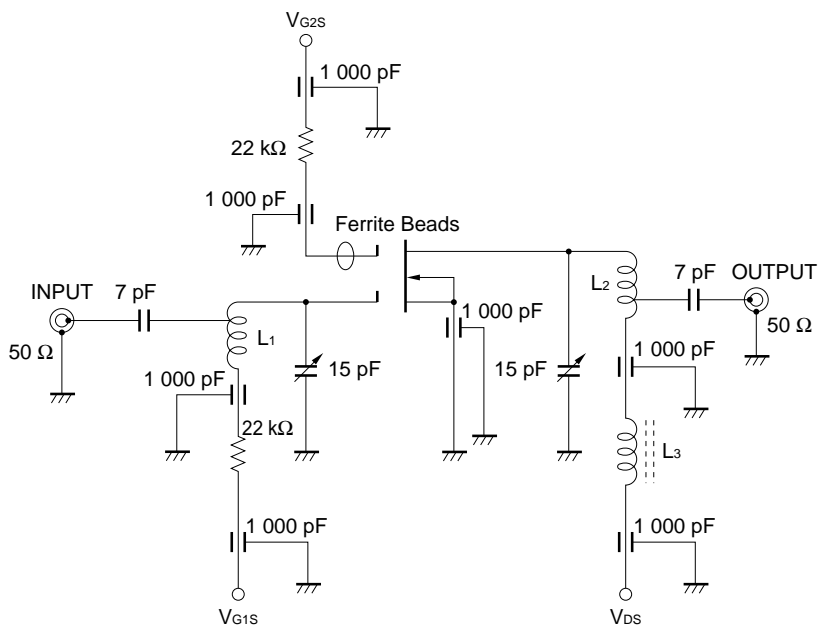 VG2S
1 000 pF
22 kΩ
1 000 pF
Ferrite Beads
INPUT
7 pF
50 Ω
L1
1 000 pF
15 pF
22 kΩ
1 000 pF
VG1S
1 000 pF
15 pF
L2
7 pF
OUTPUT
50 Ω
1 000 pF
L3
1 000 pF
VDS